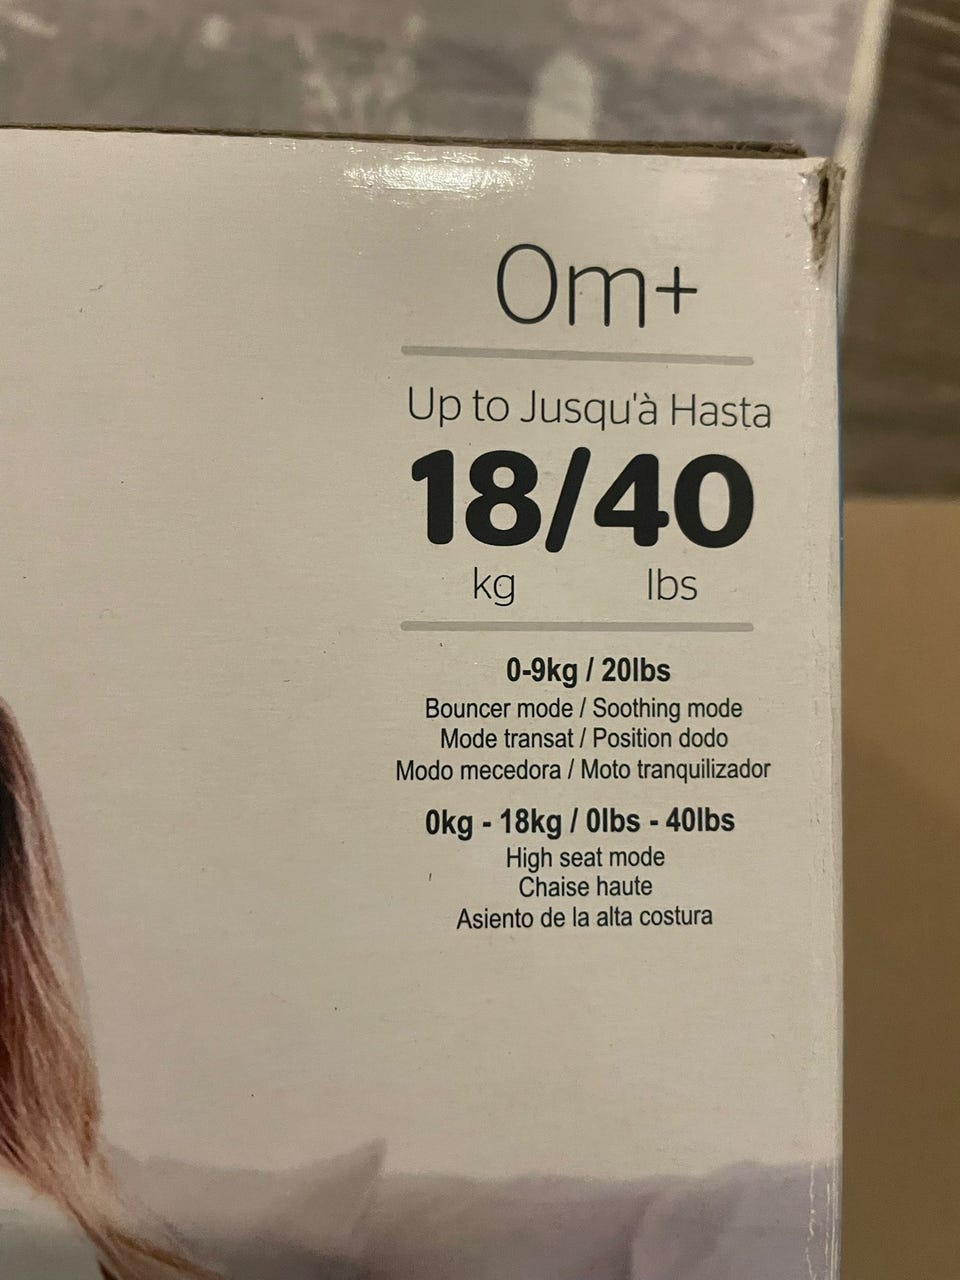 0m+
Up to Jusqu'à Hasta
18/40
kg lbs
0-9kg / 20lbs
Bouncer mode / Soothing mode
Mode transat / Position dodo
Modo mecedora / Moto tranquilizador
0kg - 18kg / 0lbs - 40lbs
High seat mode
Chaise haute
Asiento de la alta costura